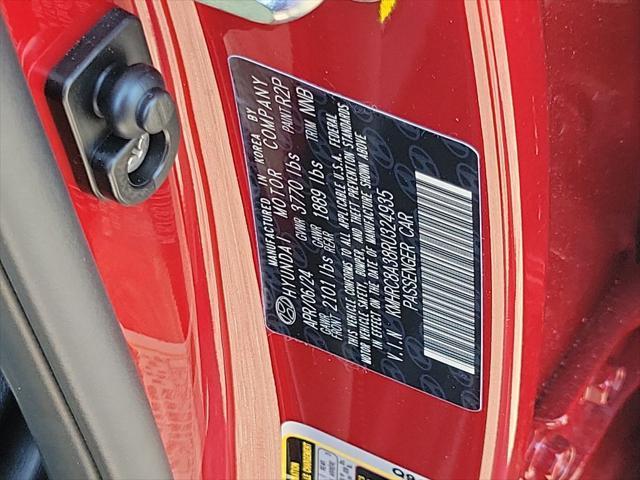 MANUFACTURED IN KOREA BY
HYUNDAI MOTOR COMPANY
APR/06/24 GVWR 3770 lbs PAINT R2P
GAWR FRONT 2101 lbs GAWR REAR 1889 lbs TRIM NNB
THIS VEHICLE CONFORMS TO ALL APPLICABLE U.S.A. FEDERAL
MOTOR VEHICLE SAFETY, BUMPER, AND THEFT PREVENTION STANDARDS
IN EFFECT ON THE DATE OF MANUFACTURE SHOWN ABOVE
V.I.N KMHRC8A38RU324935
PASSENGER CAR